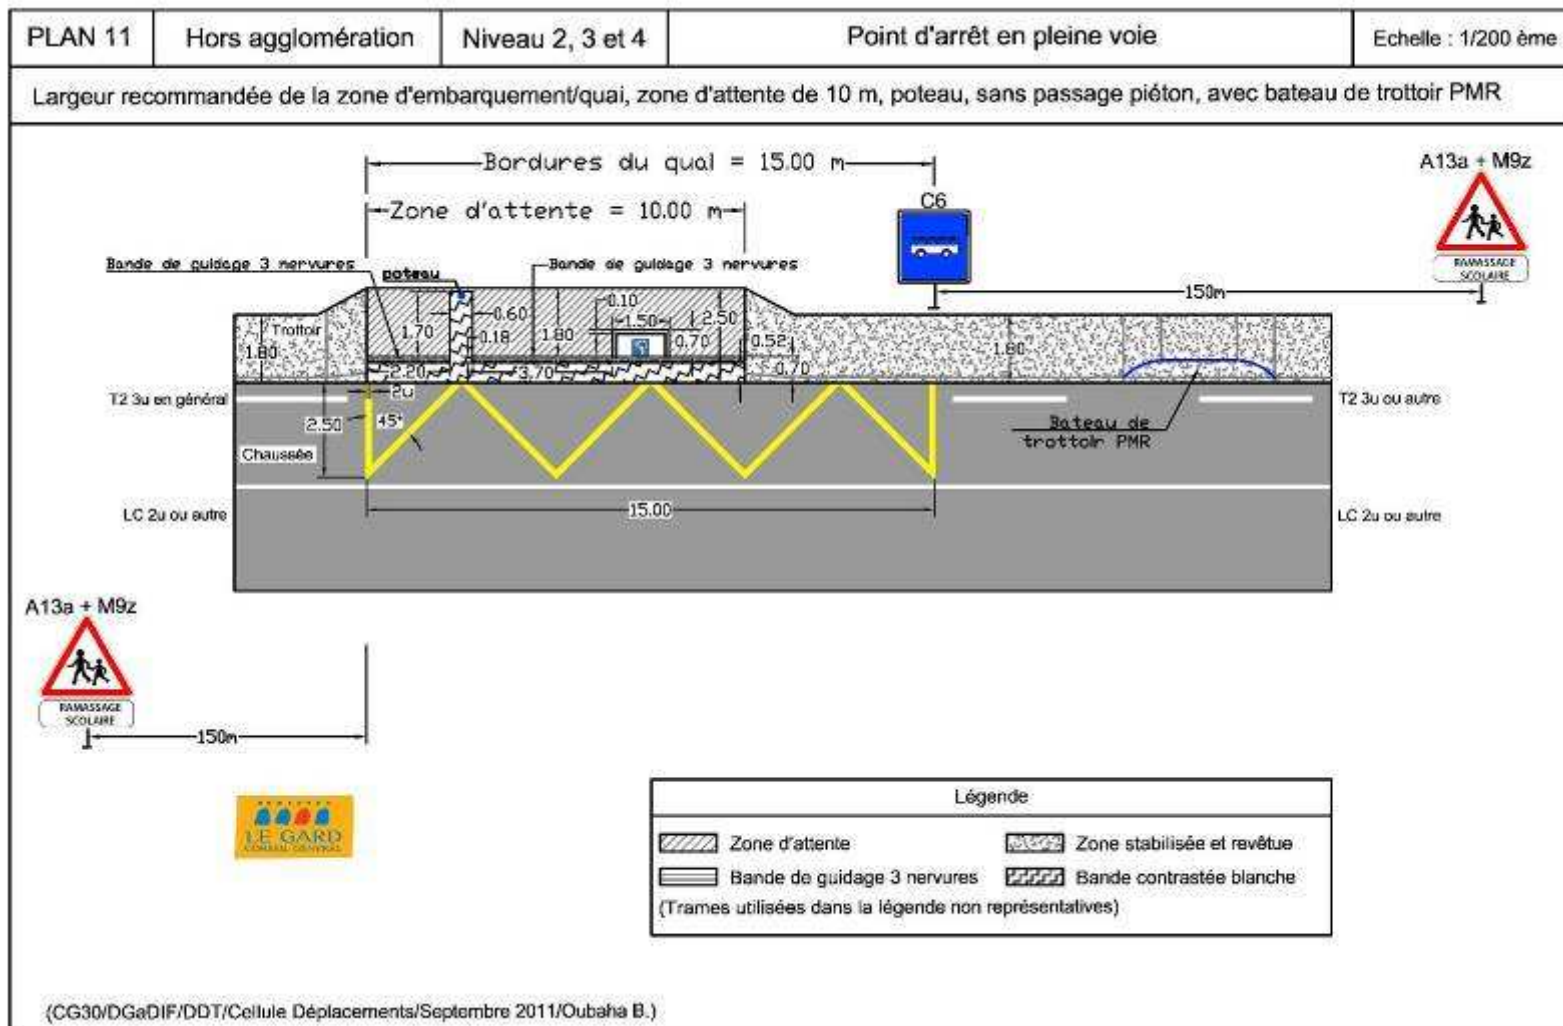 PLAN 11
Hors agglomération
Niveau 2, 3 et 4
Point d'arrêt en pleine voie
Echelle : 1/200 ème
Largeur recommandée de la zone d'embarquement/quai, zone d'attente de 10 m, poteau, sans passage piéton, avec bateau de trottoir PMR
Bordures du quai = 15.00 m
A13a + M9z
Zone d'attente = 10.00 m
C6
RAMASSAGE
SCOLAIRE
Bande de guidage 3 nervures
poteau
Bande de guidage 3 nervures
150m
0.10
Trottoir
1.70
0.60
1.80
1.50
2.50
0.18
0.70
0.52
1.80
1.80
2.20
3.70
0.70
2u
T2 3u en général
T2 3u ou autre
2.50
45°
Bateau de
trottoir PMR
Chaussée
15.00
LC 2u ou autre
LC 2u ou autre
A13a + M9z
RAMASSAGE
SCOLAIRE
150m
LE GARD
CONSEIL GENERAL
Légende
Zone d'attente
Zone stabilisée et revêtue
Bande de guidage 3 nervures
Bande contrastée blanche
(Trames utilisées dans la légende non représentatives)
(CG30/DGaDIF/DDT/Cellule Déplacements/Septembre 2011/Oubaha B.)